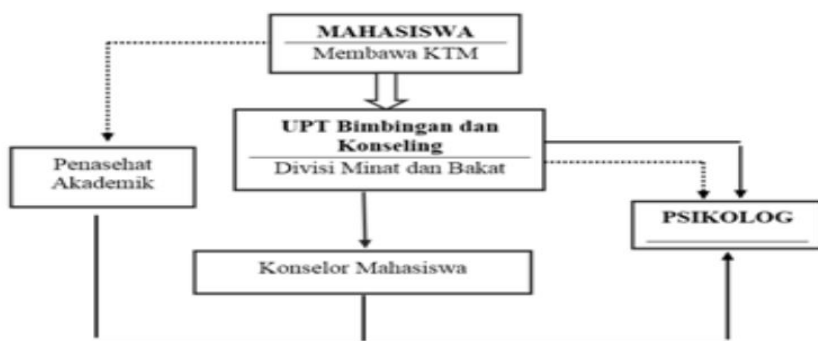 MAHASISWA
Membawa KTM
UPT Bimbingan dan
Konseling
Divisi Minat dan Bakat
Penasehat
Akademik
PSIKOLOG
Konselor Mahasiswa